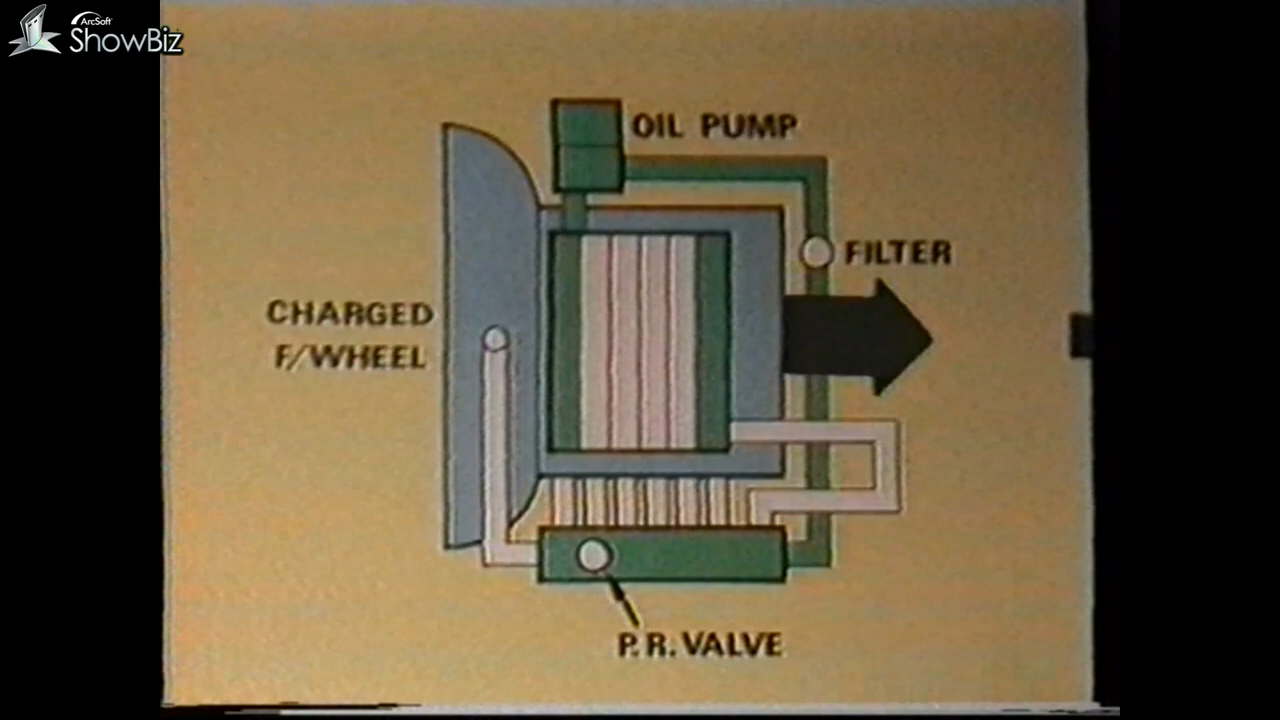 ArcSoft
ShowBiz
OIL PUMP
FILTER
CHARGED
F/WHEEL
P.R. VALVE